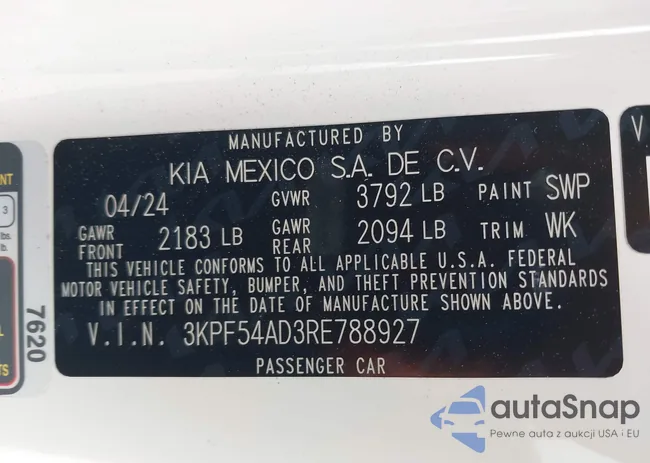 MANUFACTURED BY
KIA MEXICO S.A. DE C.V.
04/24 GVWR 3792 LB PAINT SWP
GAWR FRONT 2183 LB GAWR REAR 2094 LB TRIM WK
THIS VEHICLE CONFORMS TO ALL APPLICABLE U.S.A. FEDERAL
MOTOR VEHICLE SAFETY, BUMPER, AND THEFT PREVENTION STANDARDS
IN EFFECT ON THE DATE OF MANUFACTURE SHOWN ABOVE.
V.I.N. 3KPF54AD3RE788927
PASSENGER CAR
7620
3
V
autaSnap
Pewne auta z aukcji USA i EU